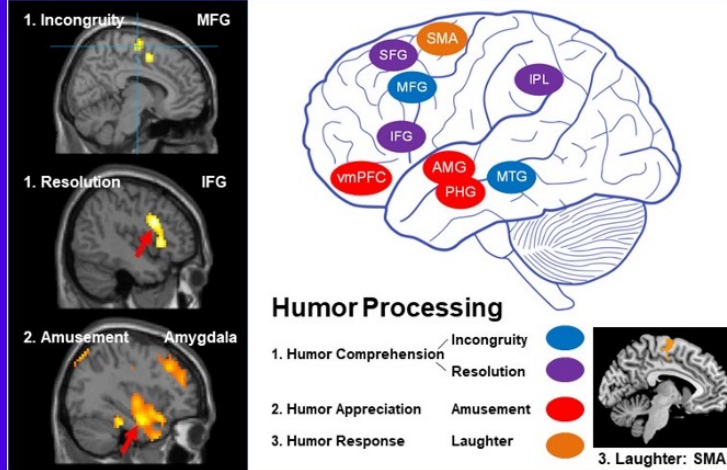 1. Incongruity MFG
1. Resolution IFG
2. Amusement Amygdala
SMA
SFG
MFG
IPL
IFG
vmPFC
AMG
PHG
MTG
Humor Processing
1. Humor Comprehension
Incongruity
Resolution
2. Humor Appreciation Amusement
3. Humor Response Laughter
3. Laughter: SMA